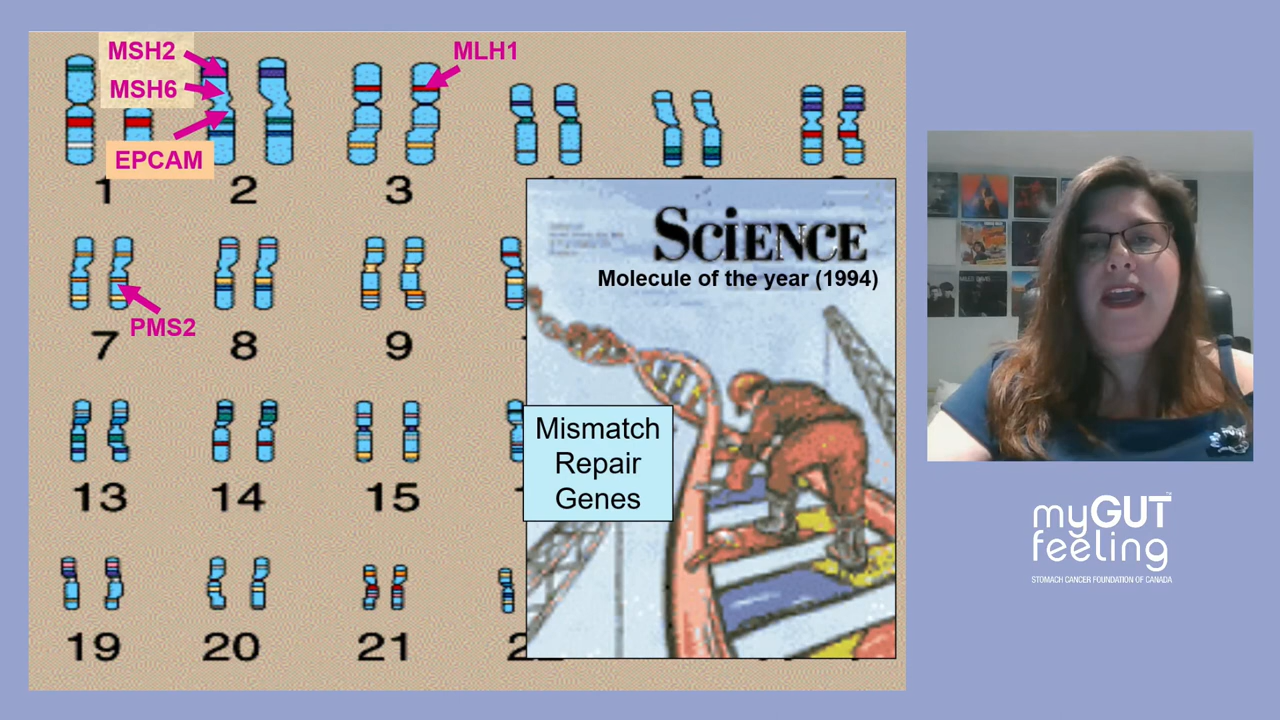 MSH2
MSH6
EPCAM
MLH1
1
2
3
PMS2
7
8
9
13
14
15
19
20
21
SCiENCE
Molecule of the year (1994)
Mismatch
Repair
Genes
myGUT
feeling
STOMACH CANCER FOUNDATION OF CANADA